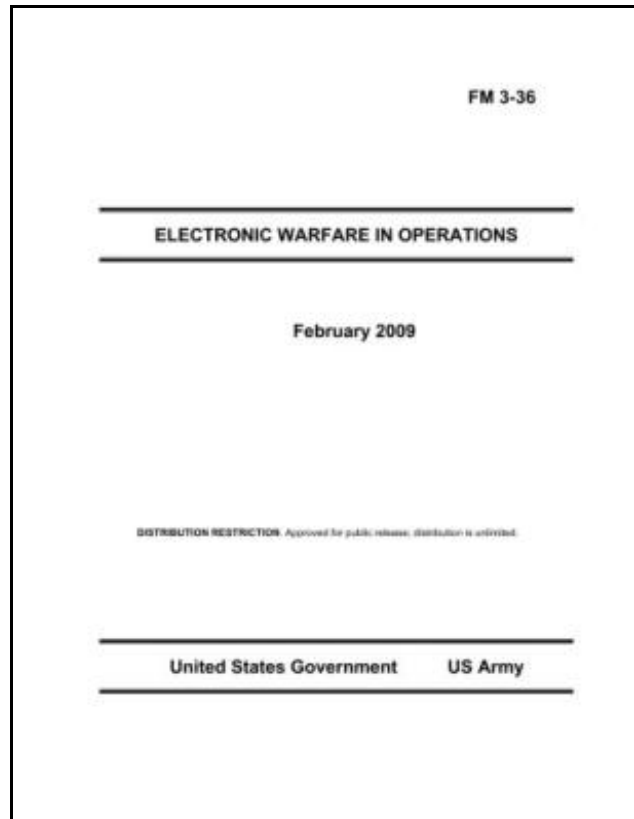 FM 3-36
ELECTRONIC WARFARE IN OPERATIONS
February 2009
DISTRIBUTION RESTRICTION. Approved for public release; distribution is unlimited.
United States Government US Army